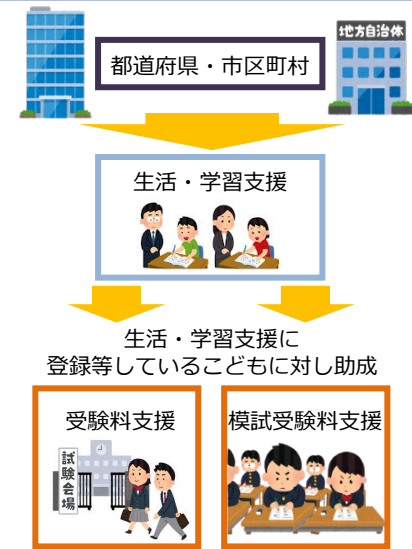 地方自治体
都道府県・市区町村
生活・学習支援
生活・学習支援に
登録等しているこどもに対し助成
受験料支援
模試受験料支援
試験会場